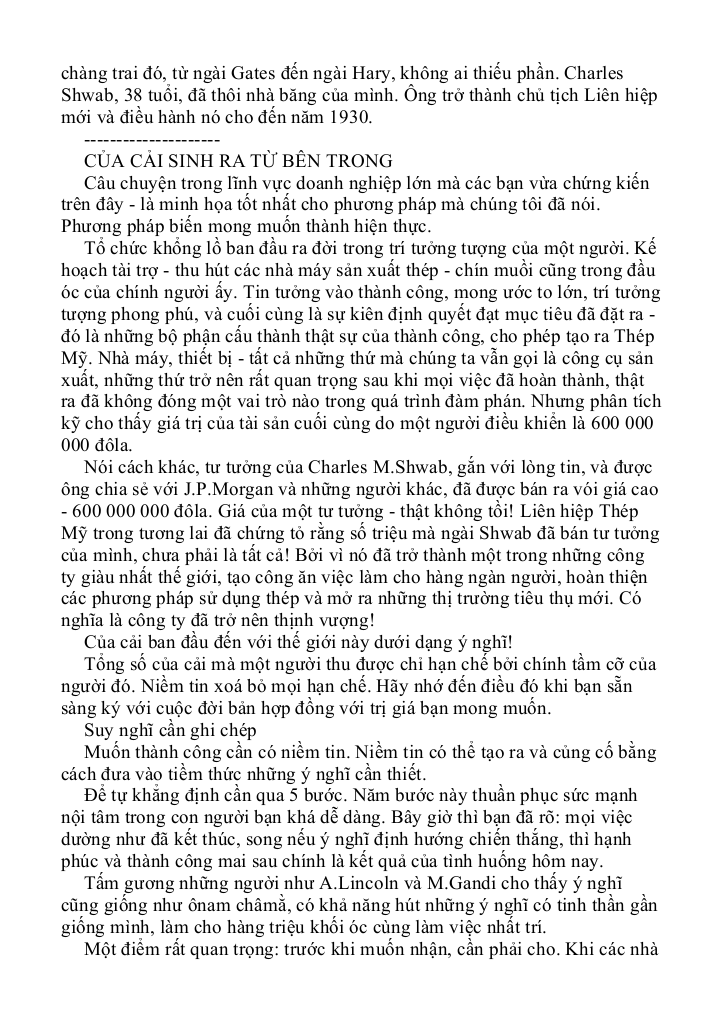 chàng trai đó, từ ngài Gates đến ngài Hary, không ai thiếu phần. Charles
Shwab, 38 tuổi, đã thôi nhà băng của mình. Ông trở thành chủ tịch Liên hiệp
mới và điều hành nó cho đến năm 1930.
---------------------
CỦA CẢI SINH RA TỪ BÊN TRONG
Câu chuyện trong lĩnh vực doanh nghiệp lớn mà các bạn vừa chứng kiến
trên đây - là minh họa tốt nhất cho phương pháp mà chúng tôi đã nói.
Phương pháp biến mong muốn thành hiện thực.
Tổ chức khổng lồ ban đầu ra đời trong trí tưởng tượng của một người. Kế
hoạch tài trợ - thu hút các nhà máy sản xuất thép - chín muồi cũng trong đầu
óc của chính người ấy. Tin tưởng vào thành công, mong ước to lớn, trí tưởng
tượng phong phú, và cuối cùng là sự kiên định quyết đạt mục tiêu đã đặt ra -
đó là những bộ phận cấu thành thật sự của thành công, cho phép tạo ra Thép
Mỹ. Nhà máy, thiết bị - tất cả những thứ mà chúng ta vẫn gọi là công cụ sản
xuất, những thứ trở nên rất quan trọng sau khi mọi việc đã hoàn thành, thật
ra đã không đóng một vai trò nào trong quá trình đàm phán. Nhưng phân tích
kỹ cho thấy giá trị của tài sản cuối cùng do một người điều khiển là 600 000
000 đôla.
Nói cách khác, tư tưởng của Charles M.Shwab, gắn với lòng tin, và được
ông chia sẻ với J.P.Morgan và những người khác, đã được bán ra vói giá cao
- 600 000 000 đôla. Giá của một tư tưởng - thật không tồi! Liên hiệp Thép
Mỹ trong tương lai đã chứng tỏ rằng số triệu mà ngài Shwab đã bán tư tưởng
của mình, chưa phải là tất cả! Bởi vì nó đã trở thành một trong những công
ty giàu nhất thế giới, tạo công ăn việc làm cho hàng ngàn người, hoàn thiện
các phương pháp sử dụng thép và mở ra những thị trường tiêu thụ mới. Có
nghĩa là công ty đã trở nên thịnh vượng!
Của cải ban đầu đến với thế giới này dưới dạng ý nghĩ!
Tổng số của cải mà một người thu được chỉ hạn chế bởi chính tầm cỡ của
người đó. Niềm tin xoá bỏ mọi hạn chế. Hãy nhớ đến điều đó khi bạn sẵn
sàng ký với cuộc đời bản hợp đồng với trị giá bạn mong muốn.
Suy nghĩ cần ghi chép
Muốn thành công cần có niềm tin. Niềm tin có thể tạo ra và củng cố bằng
cách đưa vào tiềm thức những ý nghĩ cần thiết.
Để tự khẳng định cần qua 5 bước. Năm bước này thuần phục sức mạnh
nội tâm trong con người bạn khá dễ dàng. Bây giờ thì bạn đã rõ: mọi việc
dường như đã kết thúc, song nếu ý nghĩ định hướng chiến thắng, thì hạnh
phúc và thành công mai sau chính là kết quả của tình huống hôm nay.
Tấm gương những người như A.Lincoln và M.Gandi cho thấy ý nghĩ
cũng giống như ônam châmằ, có khả năng hút những ý nghĩ có tinh thần gần
giống mình, làm cho hàng triệu khối óc cùng làm việc nhất trí.
Một điểm rất quan trọng: trước khi muốn nhận, cần phải cho. Khi các nhà